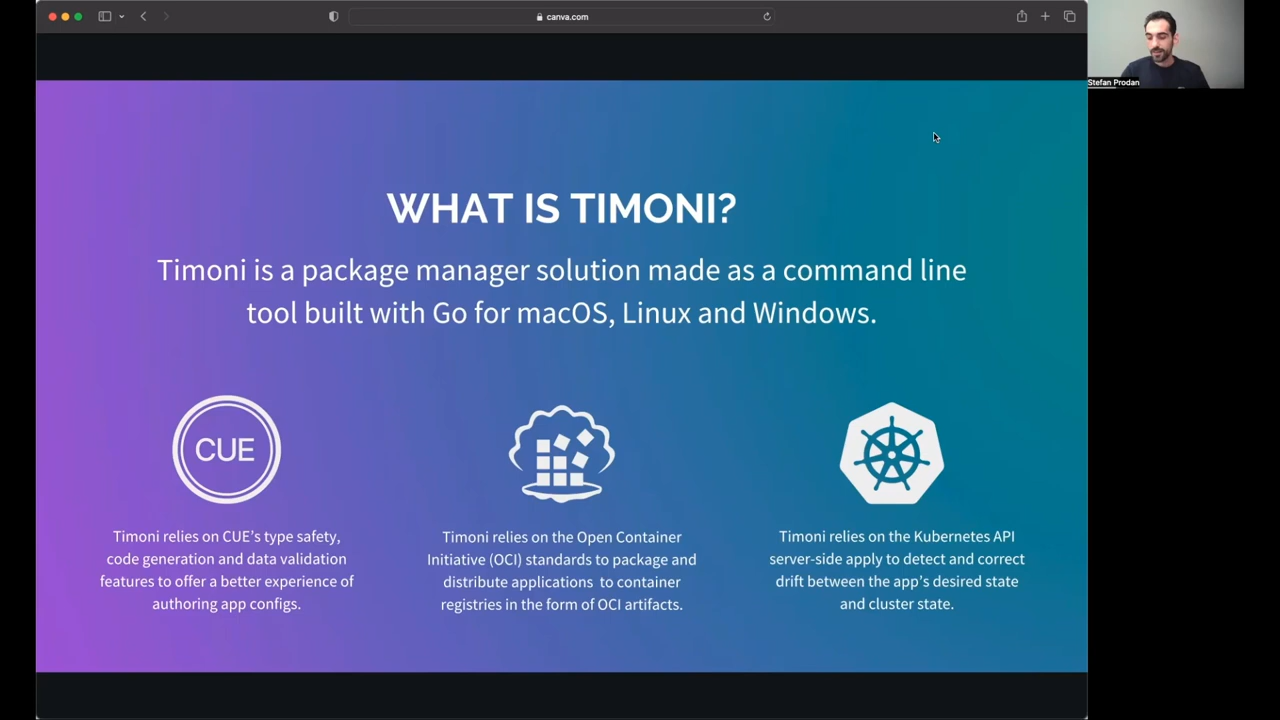 canva.com
Stefan Prodan
WHAT IS TIMONI?
Timoni is a package manager solution made as a command line
tool built with Go for macOS, Linux and Windows.
CUE
Timoni relies on CUE's type safety,
code generation and data validation
features to offer a better experience of
authoring app configs.
Timoni relies on the Open Container
Initiative (OCI) standards to package and
distribute applications to container
registries in the form of OCI artifacts.
Timoni relies on the Kubernetes API
server-side apply to detect and correct
drift between the app's desired state
and cluster state.